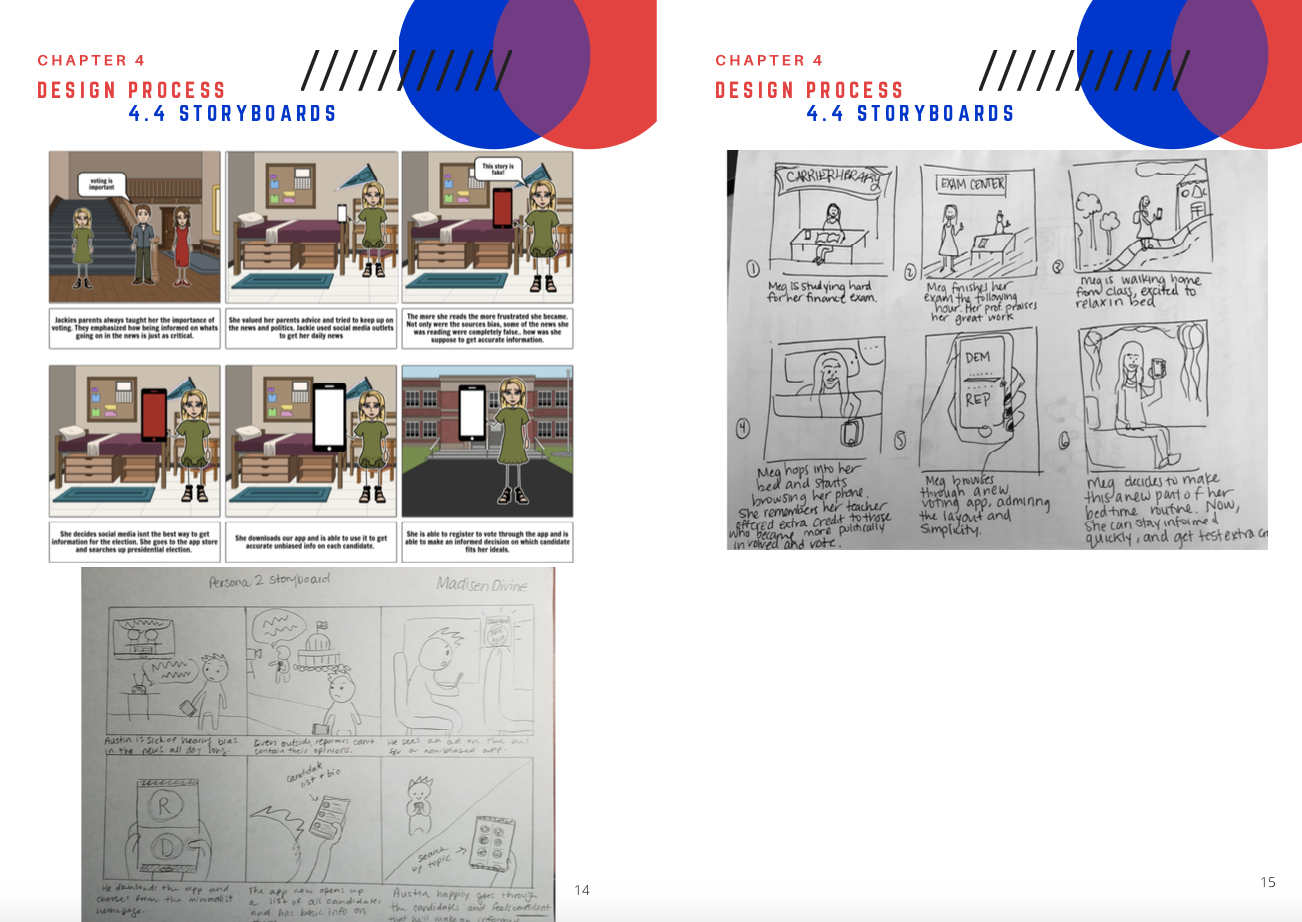 CHAPTER 4
DESIGN PROCESS
4.4 STORYBOARDS
voting is
important
This story is
fake!
Jackies parents always taught her the importance of
voting. They emphasized how being informed on whats
going on in the news is just as critical.
She valued her parents advice and tried to keep up on
the news and politics. Jackie used social media outlets
to get her daily news
The more she reads the more frustrated she became.
Not only were the sources bias, some of the news she
was reading were completely false.. how was she
suppose to get accurate information.
She decides social media isnt the best way to get
information for the election. She goes to the app store
and searches up presidential election.
She downloads our app and is able to use it to get
accurate unbiased info on each candidate.
She is able to register to vote through the app and is
able to make an informed decision on which candidate
fits her ideals.
Persona 2 Storyboard
Madisen Divine
Austin is sick of hearing bias
in the news all day long.
Even outside, reporters can't
contain their opinions.
He sees an ad on the bus
for a non-biased app.
R
D
candidate
list + bio
search
by topic
He downloads the app and
chooses from the minimalist
homepage.
The app now opens up
a list of all candidates
and has basic info on
Austin happily goes through
the candidates and feels confident
that he'll make an informed
14
CHAPTER 4
DESIGN PROCESS
4.4 STORYBOARDS
CARRIER LIBRARY
EXAM CENTER
1
2
3
Meg is studying hard
for her finance exam.
Meg finishes her
exam the following
hour. Her prof. praises
her great work
Meg is walking home
from class, excited to
relax in bed
DEM
REP
4
5
6
Meg hops into her
bed and starts
browsing her phone.
She remembers her teacher
offered extra credit to those
who became more politically
involved and vote.
Meg browses
through a new
voting app, admiring
the layout and
simplicity.
Meg decides to make
this a new part of her
bedtime routine. Now,
she can stay informed
quickly, and get test extra cr
15